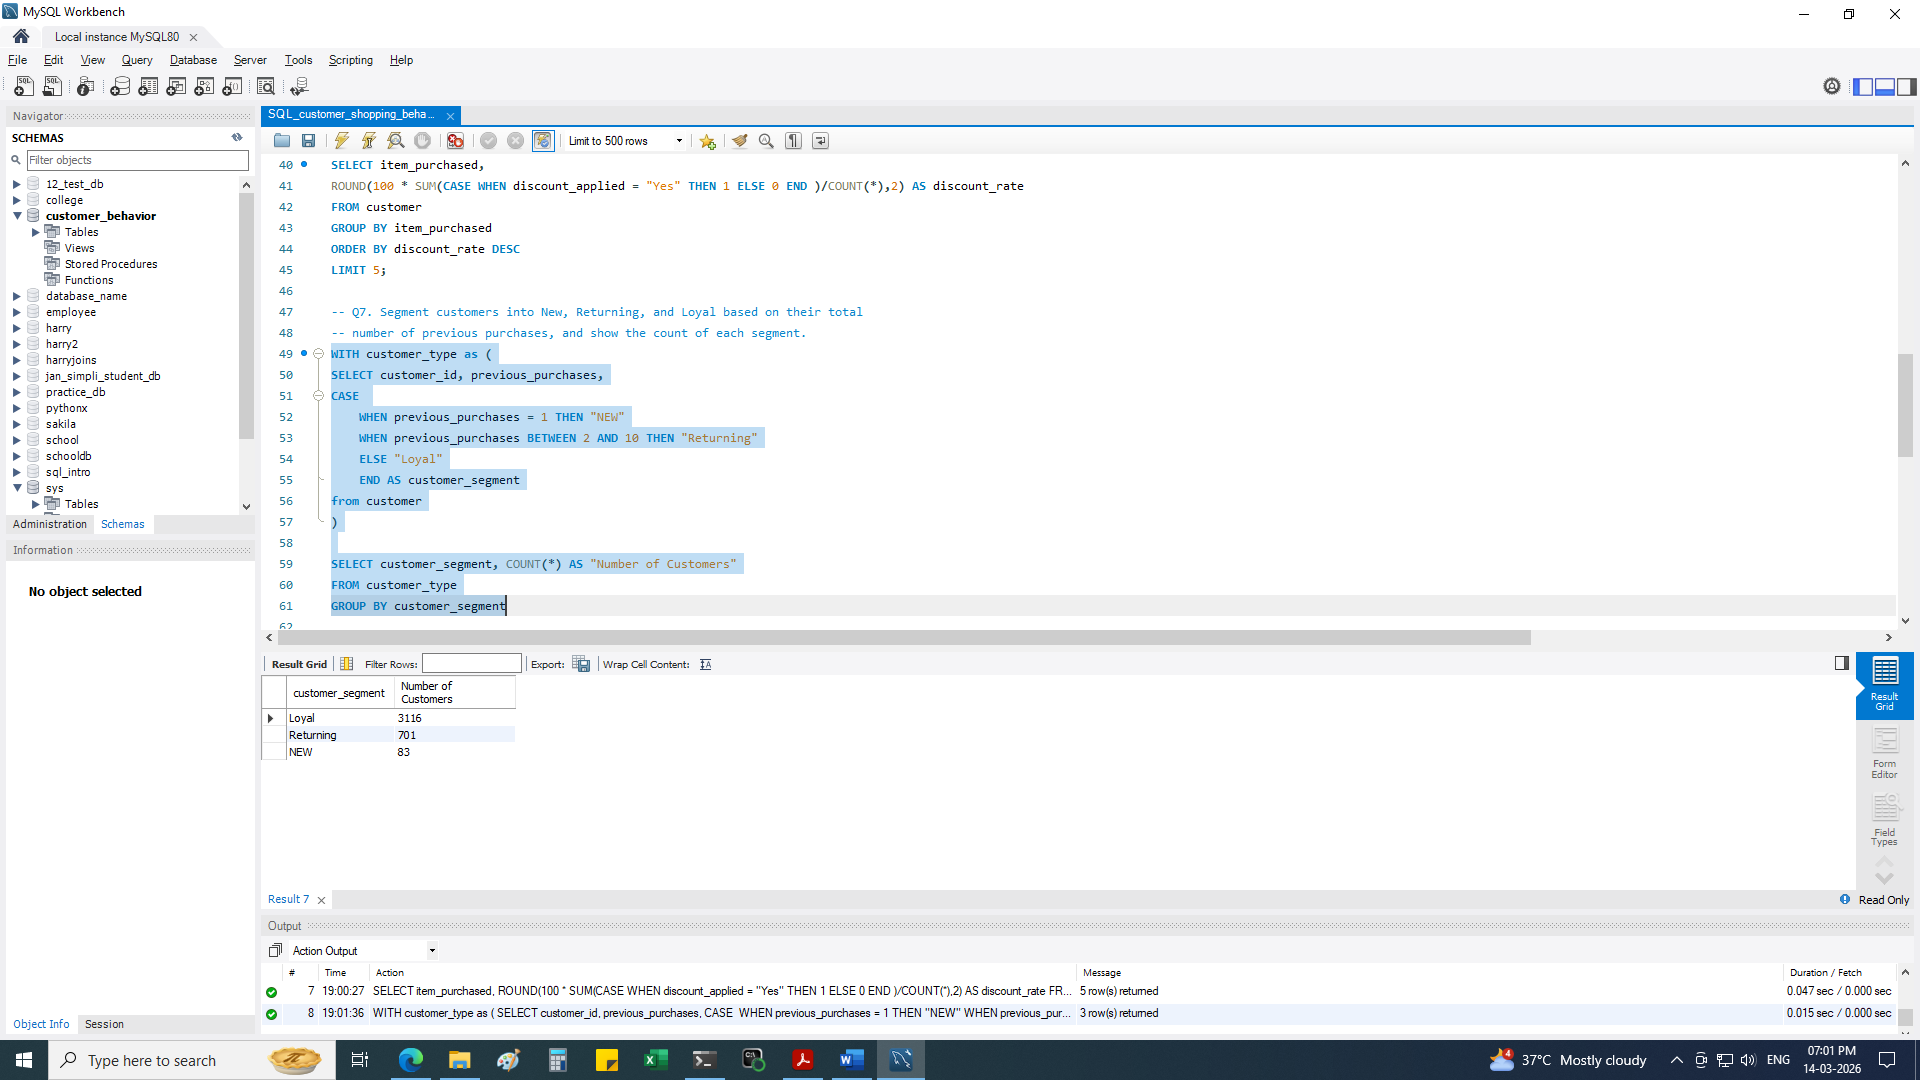 MySQL Workbench
Local instance MySQL80
File Edit View Query Database Server Tools Scripting Help
Navigator
SCHEMAS
Filter objects
12_test_db
college
customer_behavior
Tables
Views
Stored Procedures
Functions
database_name
employee
harry
harry2
harryjoins
jan_simpli_student_db
practice_db
pythonx
sakila
school
schooldb
sql_intro
sys
Tables
Administration Schemas
Information
No object selected
Object Info Session
SQL_customer_shopping_beha...
Limit to 500 rows
40 SELECT item_purchased,
41 ROUND(100 * SUM(CASE WHEN discount_applied = "Yes" THEN 1 ELSE 0 END )/COUNT(*),2) AS discount_rate
42 FROM customer
43 GROUP BY item_purchased
44 ORDER BY discount_rate DESC
45 LIMIT 5;
46
47 -- Q7. Segment customers into New, Returning, and Loyal based on their total
48 -- number of previous purchases, and show the count of each segment.
49 WITH customer_type as (
50 SELECT customer_id, previous_purchases,
51 CASE
52 WHEN previous_purchases = 1 THEN "NEW"
53 WHEN previous_purchases BETWEEN 2 AND 10 THEN "Returning"
54 ELSE "Loyal"
55 END AS customer_segment
56 from customer
57 )
58
59 SELECT customer_segment, COUNT(*) AS "Number of Customers"
60 FROM customer_type
61 GROUP BY customer_segment
62
Result Grid Filter Rows: Export: Wrap Cell Content:
customer_segment Number of Customers
Loyal 3116
Returning 701
NEW 83
Result Grid
Form Editor
Field Types
Result 7
Read Only
Output
Action Output
# Time Action Message Duration / Fetch
7 19:00:27 SELECT item_purchased, ROUND(100 * SUM(CASE WHEN discount_applied = "Yes" THEN 1 ELSE 0 END )/COUNT(*),2) AS discount_rate FR... 5 row(s) returned 0.047 sec / 0.000 sec
8 19:01:36 WITH customer_type as ( SELECT customer_id, previous_purchases, CASE WHEN previous_purchases = 1 THEN "NEW" WHEN previous_pur... 3 row(s) returned 0.015 sec / 0.000 sec
Type here to search
4
37°C Mostly cloudy
ENG
07:01 PM
14-03-2026